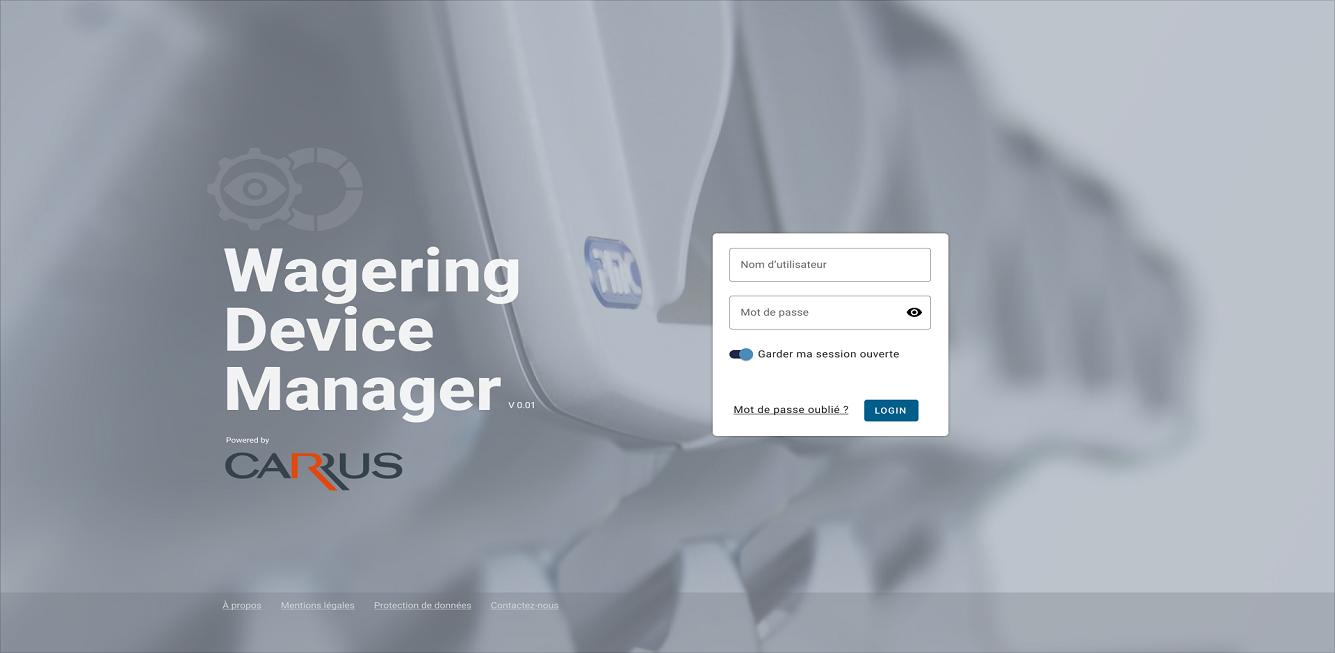 Wagering
Device
Manager
V 0.01
Powered by
CARRUS
Nom d'utilisateur
Mot de passe
Garder ma session ouverte
Mot de passe oublié ?
LOGIN
À propos
Mentions légales
Protection de données
Contactez-nous